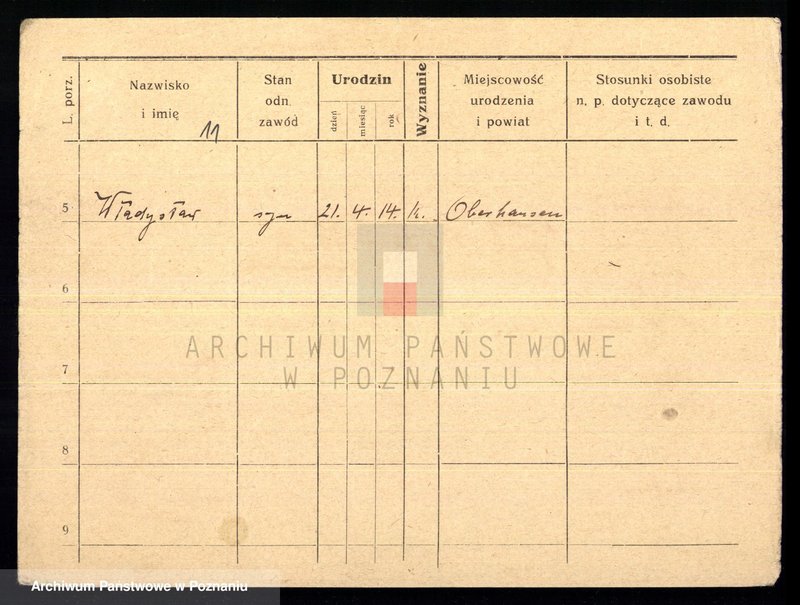 L. porz.
Nazwisko
i imię
11
Stan
odn.
zawód
Urodzin
dzień
miesiąc
rok
Wyznanie
Miejscowość
urodzenia
i powiat
Stosunki osobiste
n. p. dotyczące zawodu
i t. d.
5 Władysław syn 21. 4. 14. k. Oberhausen
6
ARCHIWUM PAŃSTWOWE
W POZNANIU
7
8
9
Archiwum Państwowe w Poznaniu